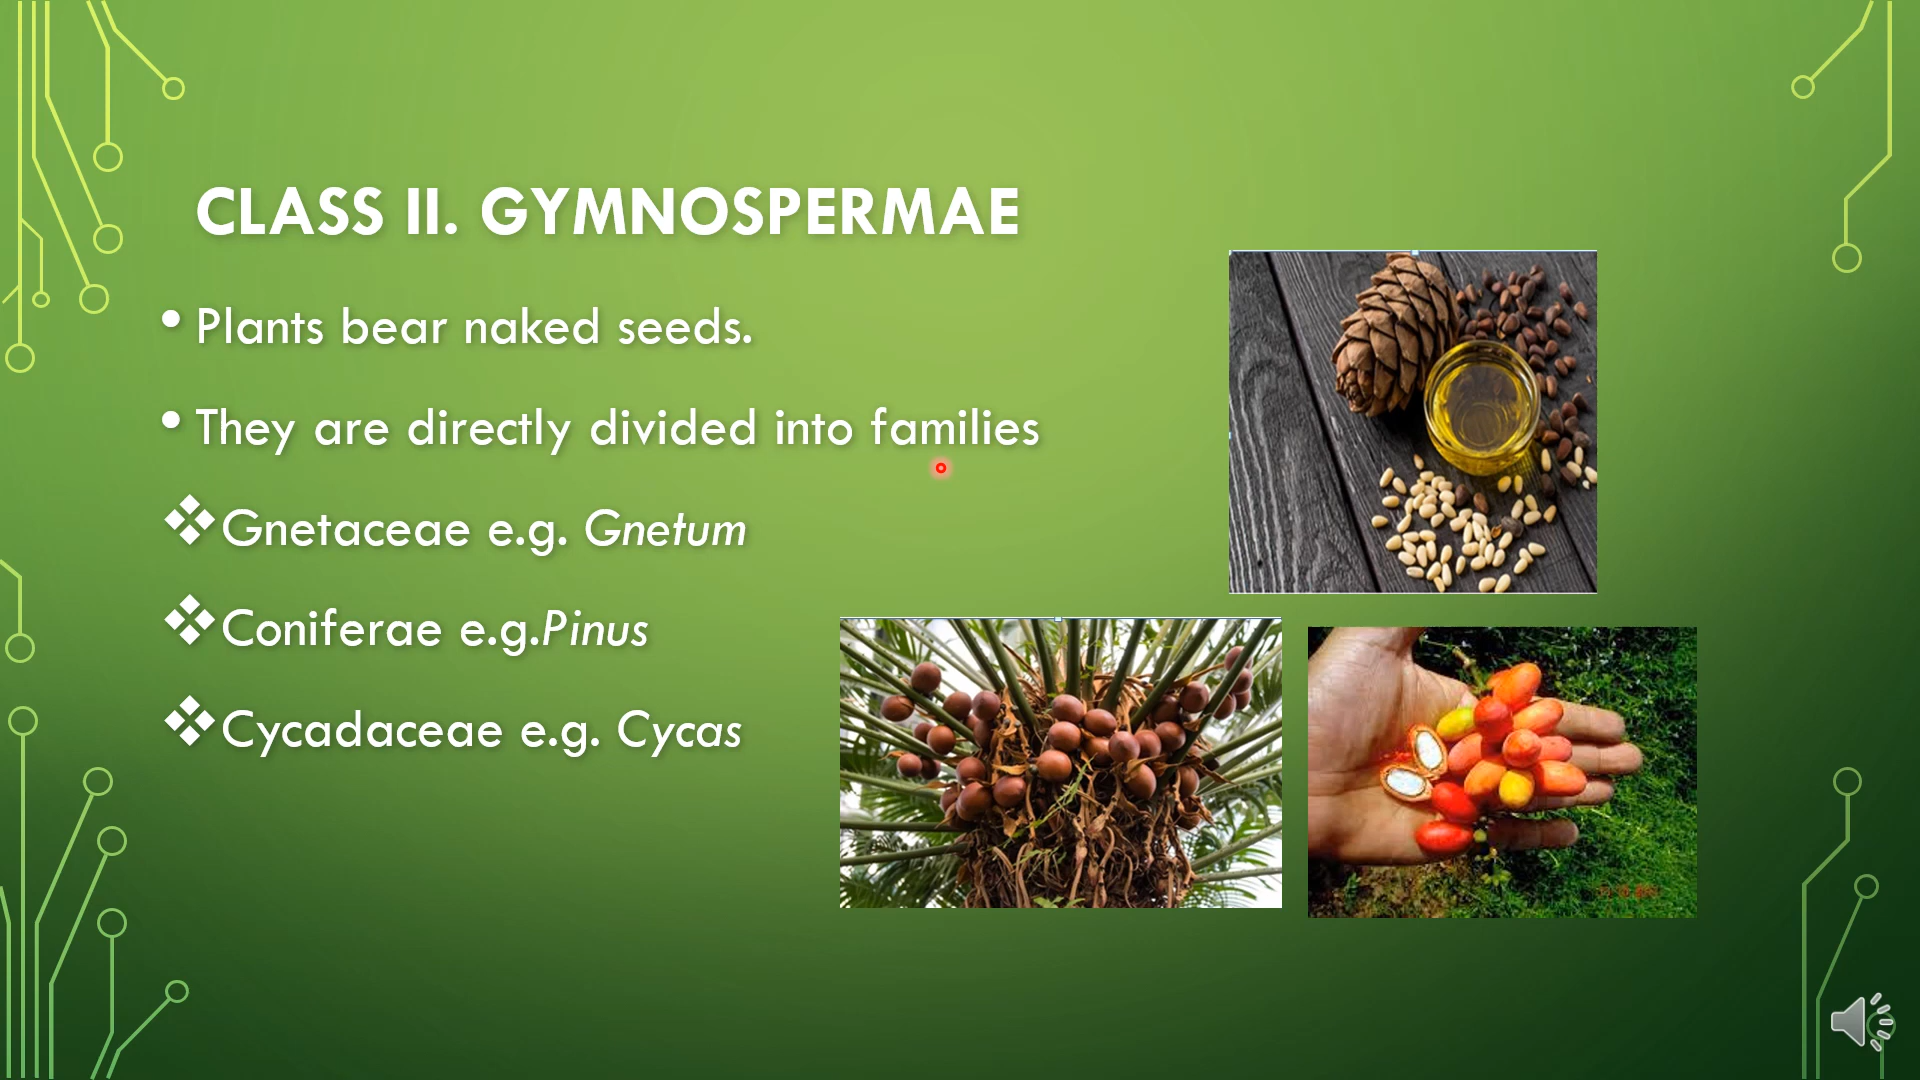 CLASS II. GYMNOSPERMAE
• Plants bear naked seeds.
• They are directly divided into families
❖Gnetaceae e.g. Gnetum
❖Coniferae e.g.Pinus
❖Cycadaceae e.g. Cycas